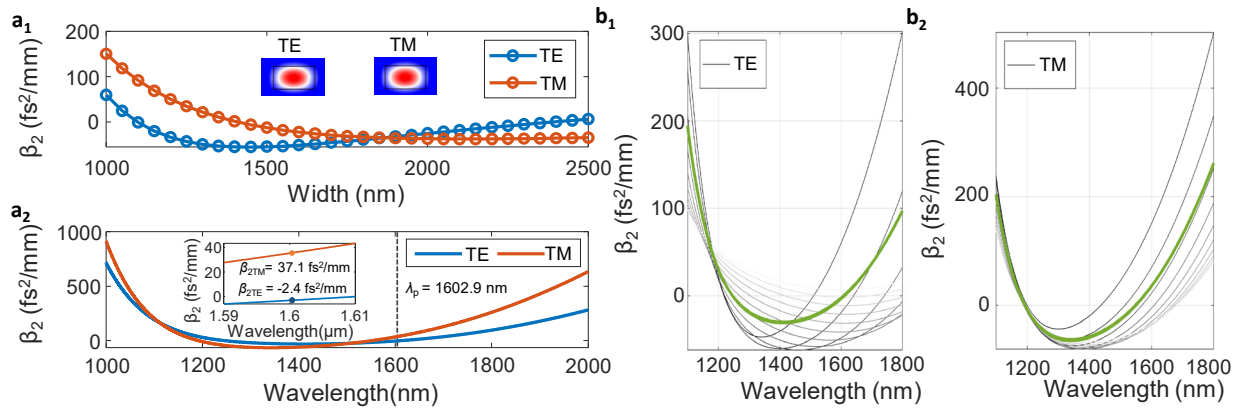 a1
200
100
0
β2 (fs²/mm)
TE
TM
TE
TM
1000
1500
2000
2500
Width (nm)
a2
1000
500
0
β2 (fs²/mm)
TE
TM
λp = 1602.9 nm
40
20
0
β2 (fs²/mm)
β2TM= 37.1 fs²/mm
β2TE= -2.4 fs²/mm
1.59
1.6
1.61
Wavelength(μm)
1000
1200
1400
1600
1800
2000
Wavelength(nm)
b1
300
200
100
0
β2 (fs²/mm)
TE
1200
1400
1600
1800
Wavelength (nm)
b2
400
200
0
β2 (fs²/mm)
TM
1200
1400
1600
1800
Wavelength (nm)